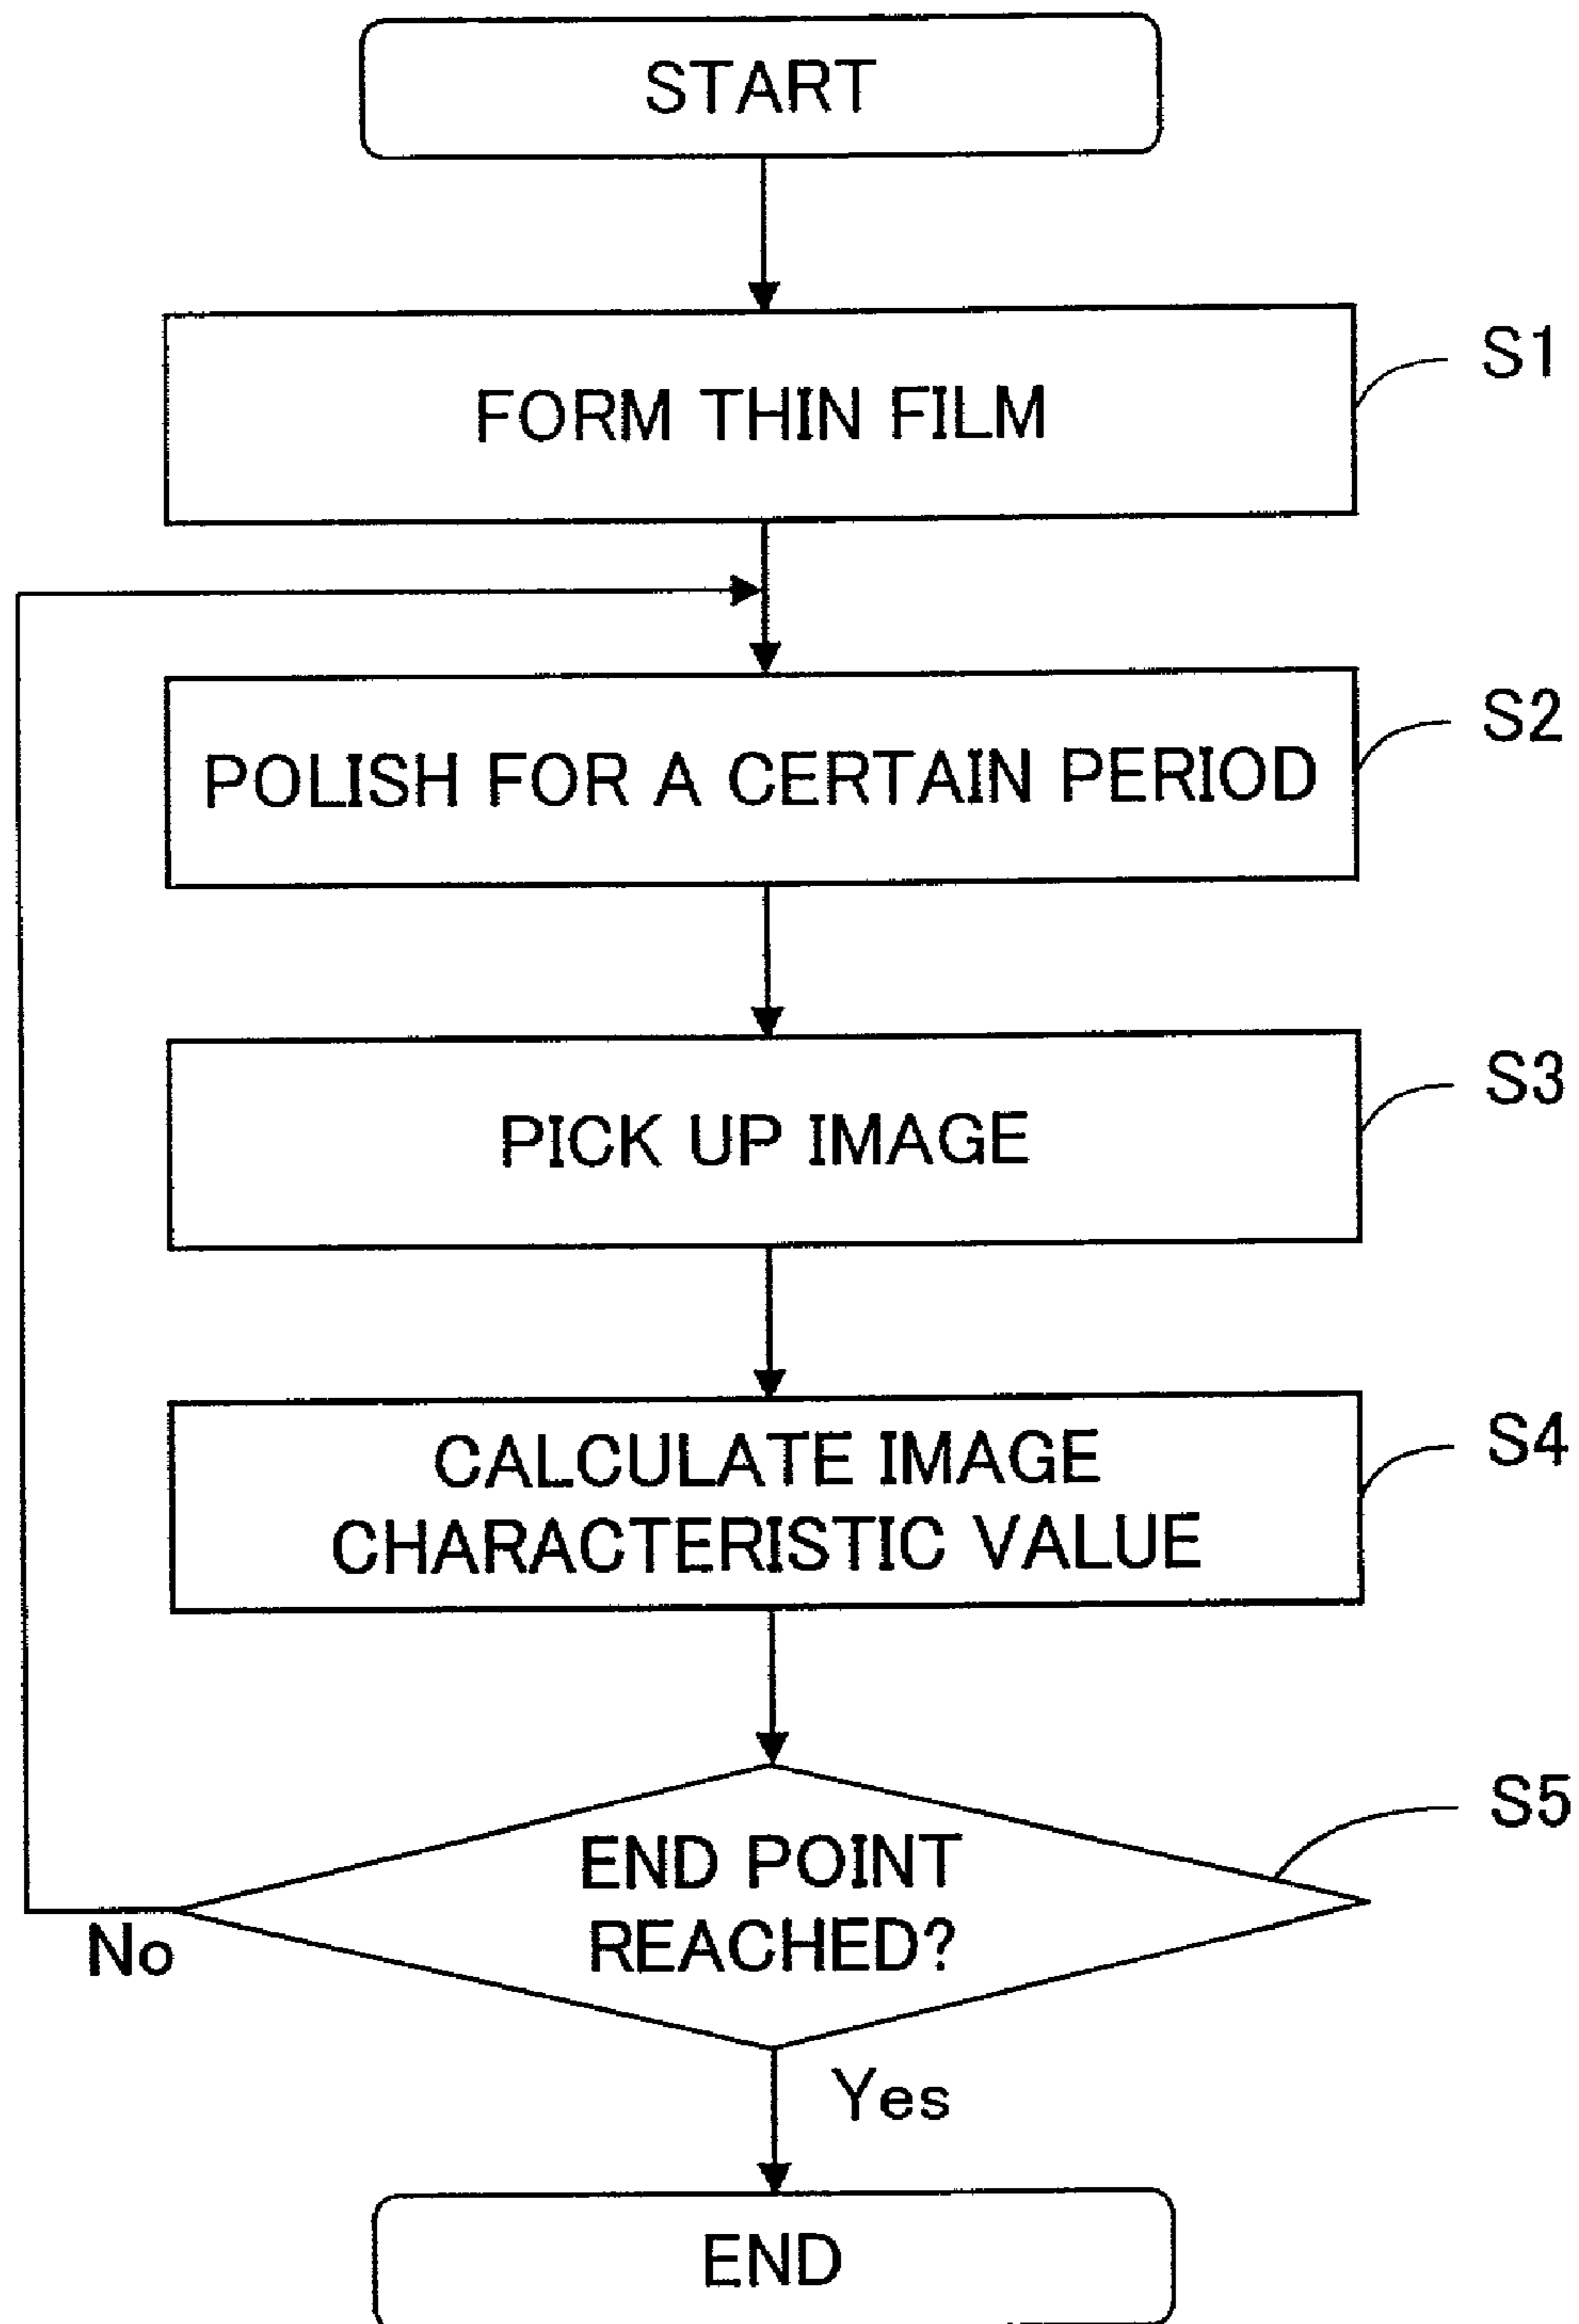 START
FORM THIN FILM
S1
POLISH FOR A CERTAIN PERIOD
S2
PICK UP IMAGE
S3
CALCULATE IMAGE
CHARACTERISTIC VALUE
S4
END POINT
REACHED?
S5
No
Yes
END